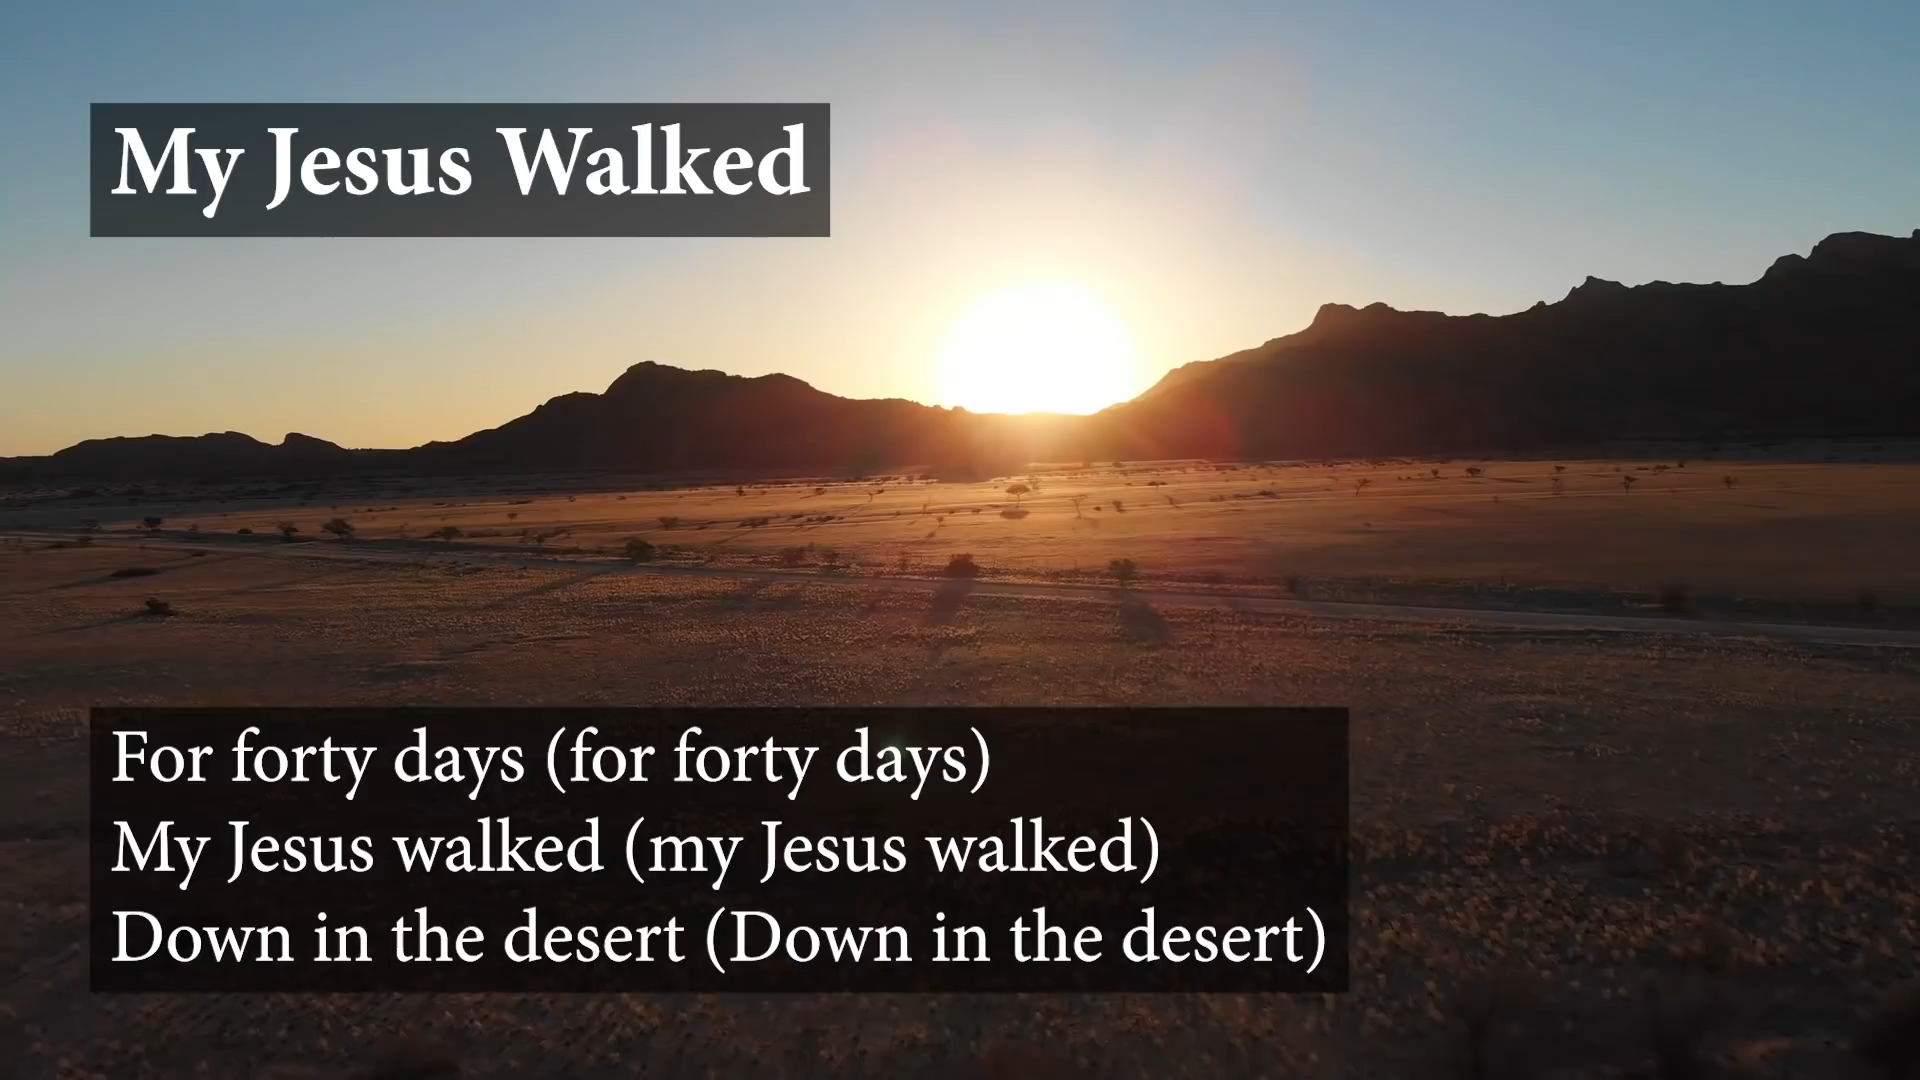 My Jesus Walked
For forty days (for forty days)
My Jesus walked (my Jesus walked)
Down in the desert (Down in the desert)